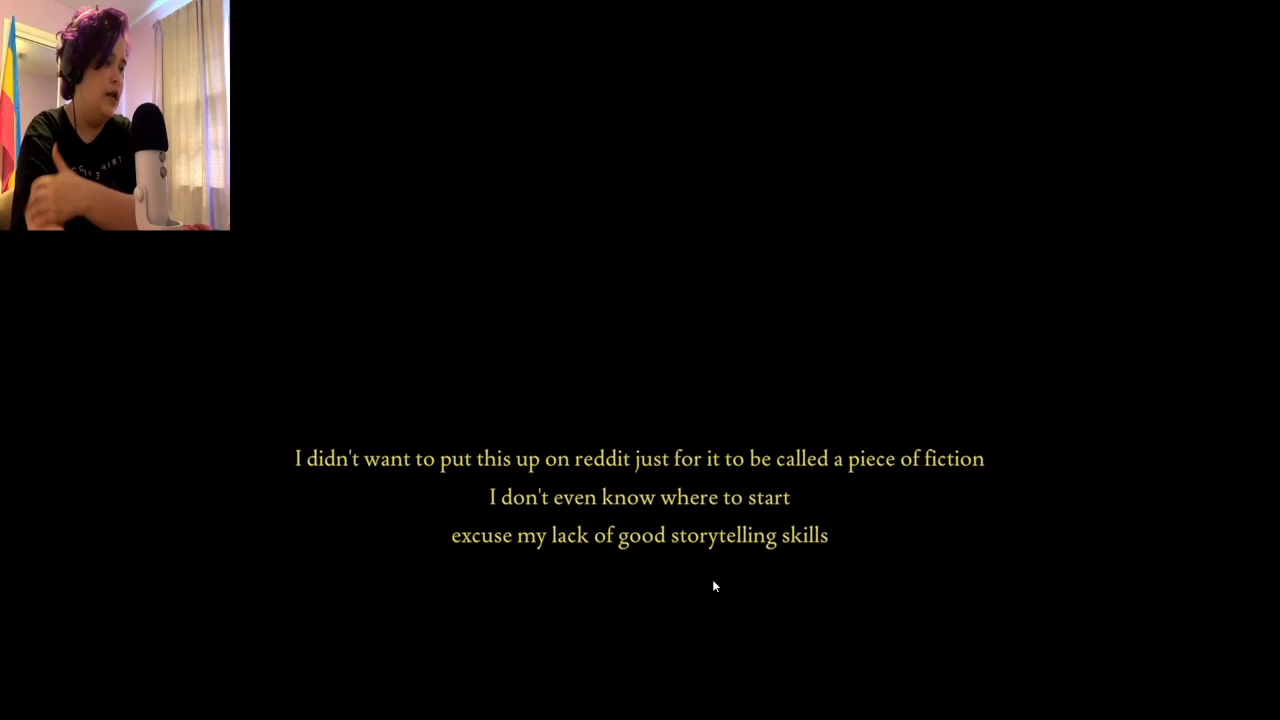 I didn't want to put this up on reddit just for it to be called a piece of fiction
I don't even know where to start
excuse my lack of good storytelling skills